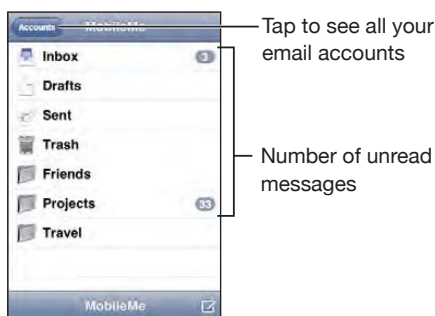 Accounts MobileMe
Tap to see all your
email accounts
Inbox 3
Drafts
Sent
Trash
Friends
Projects 33
Travel
Number of unread
messages
MobileMe